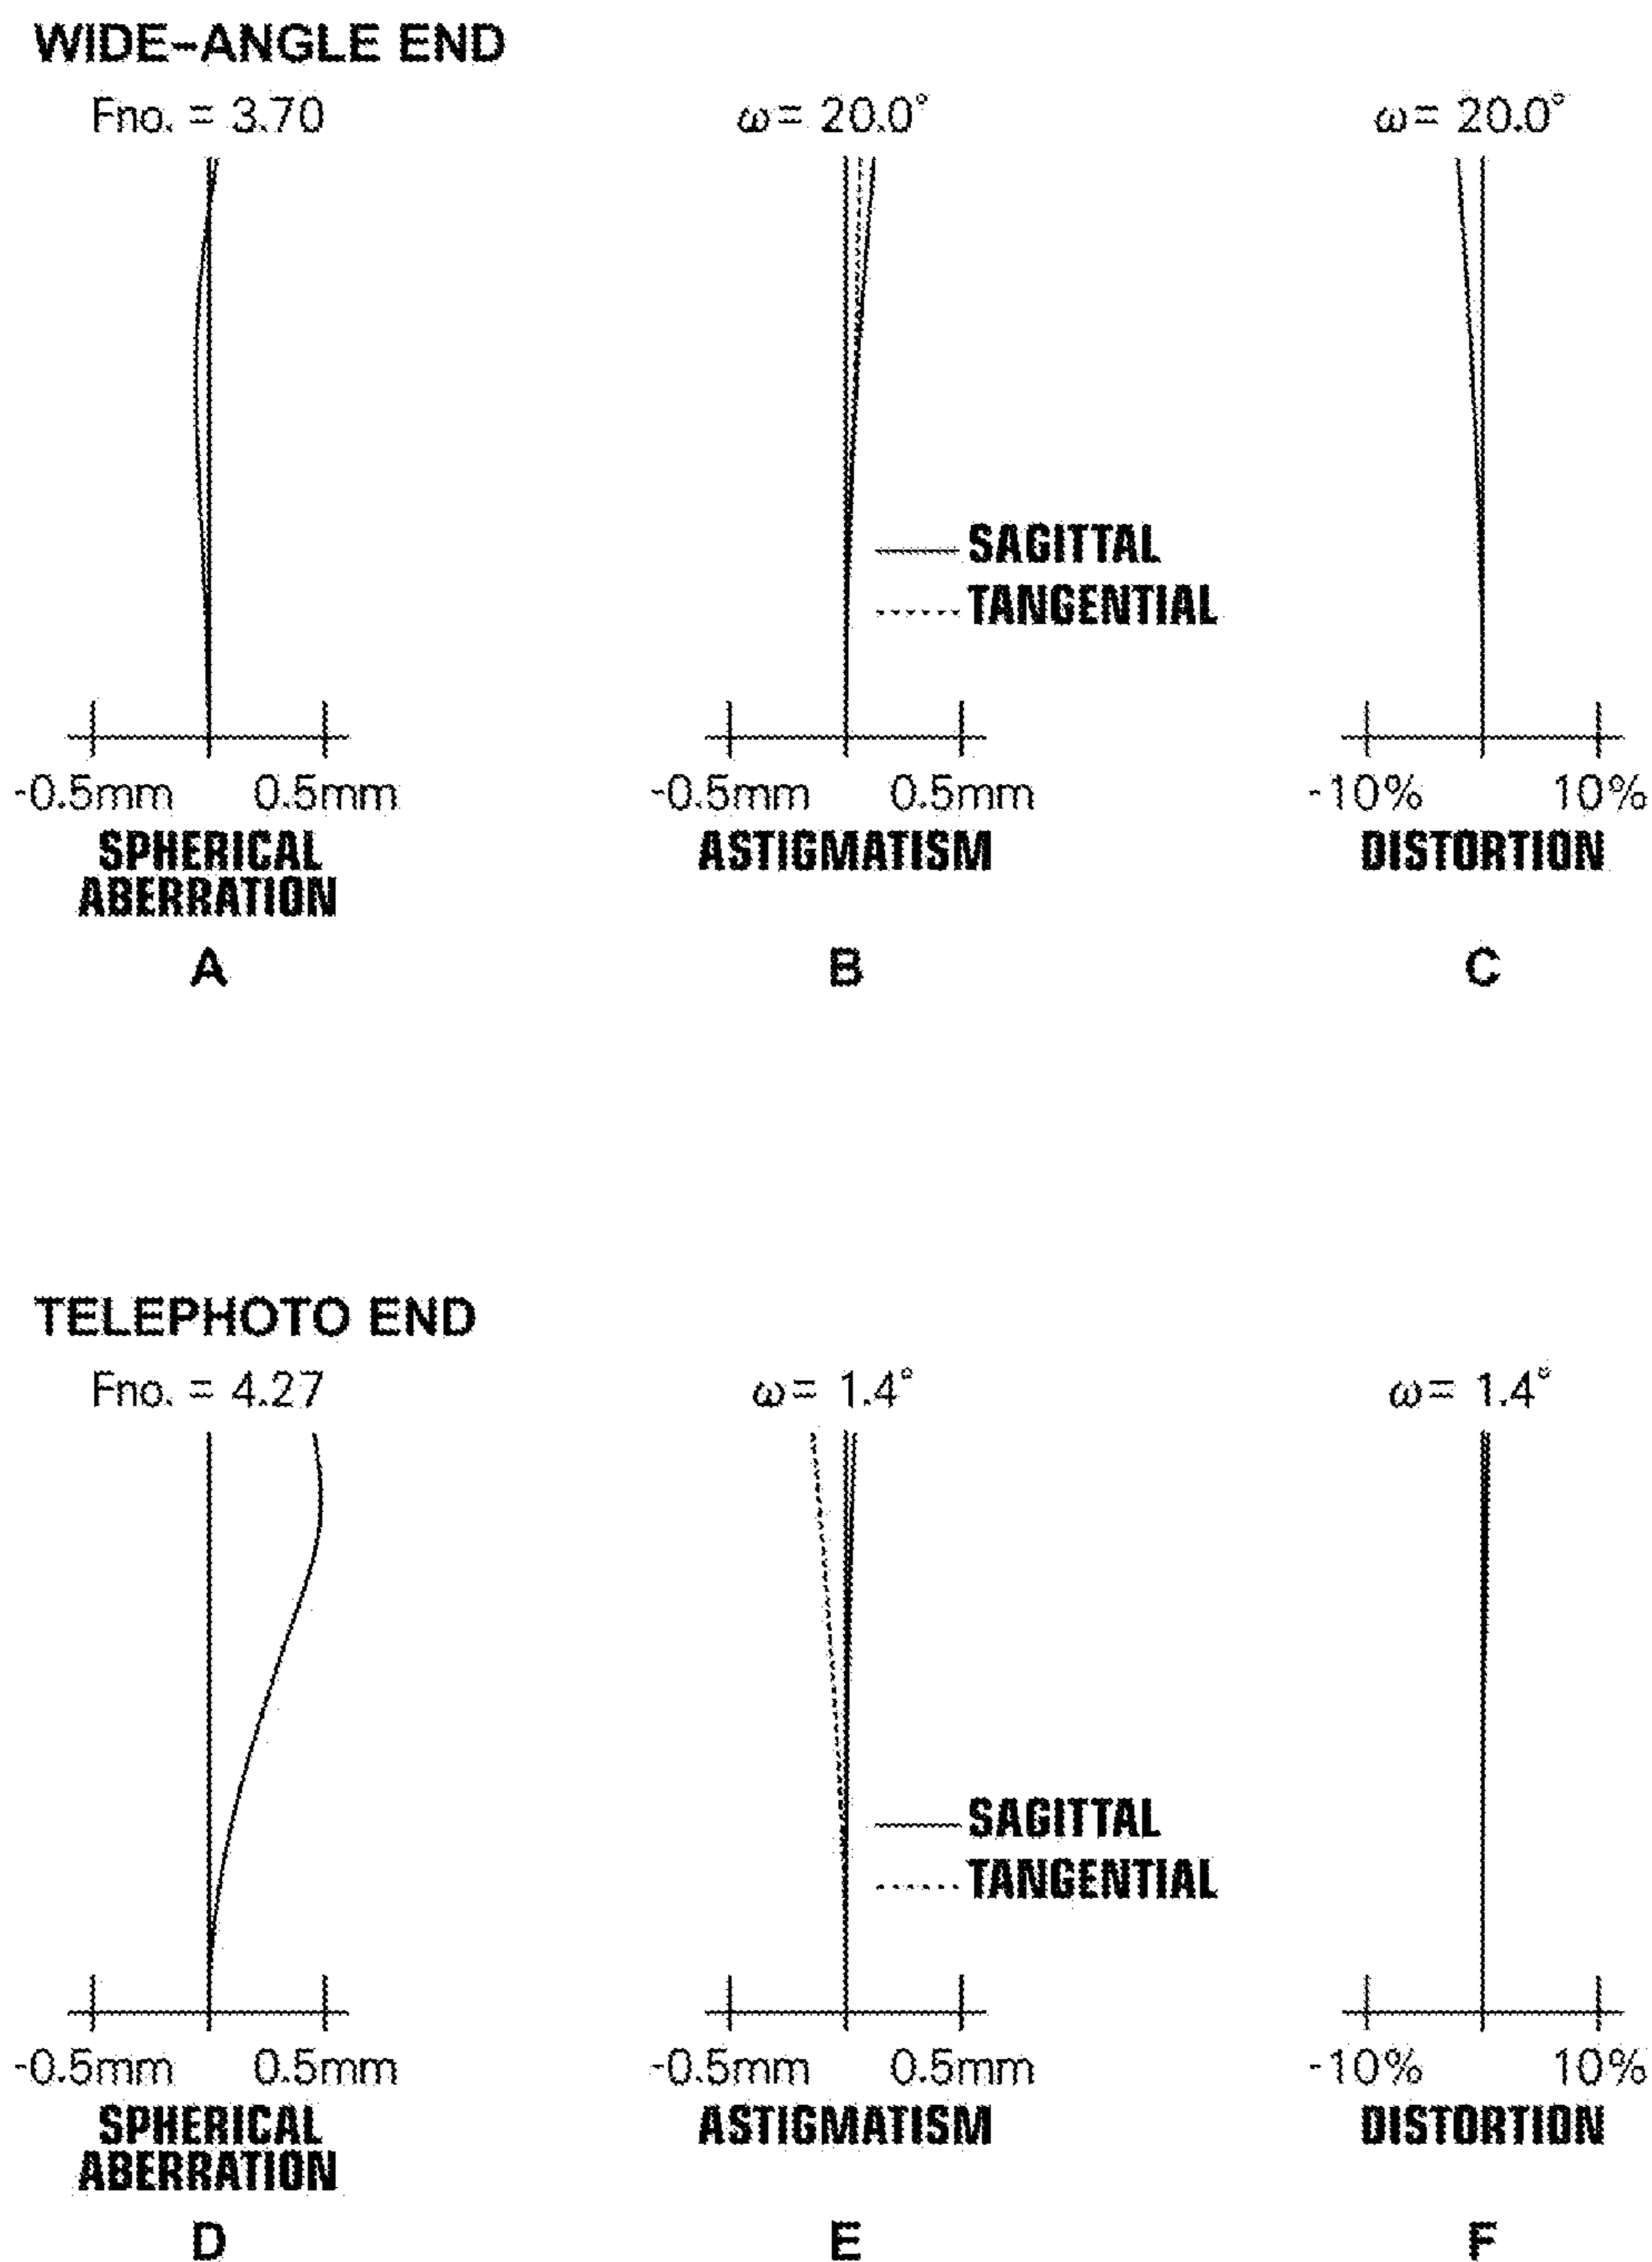 WIDE-ANGLE END
Fno. = 3.70
ω= 20.0°
ω= 20.0°
SAGITTAL
TANGENTIAL
-0.5mm 0.5mm
-0.5mm 0.5mm
-10% 10%
SPHERICAL
ABERRATION
ASTIGMATISM
DISTORTION
A
B
C
TELEPHOTO END
Fno. = 4.27
ω= 1.4°
ω= 1.4°
SAGITTAL
TANGENTIAL
-0.5mm 0.5mm
-0.5mm 0.5mm
-10% 10%
SPHERICAL
ABERRATION
ASTIGMATISM
DISTORTION
D
E
F